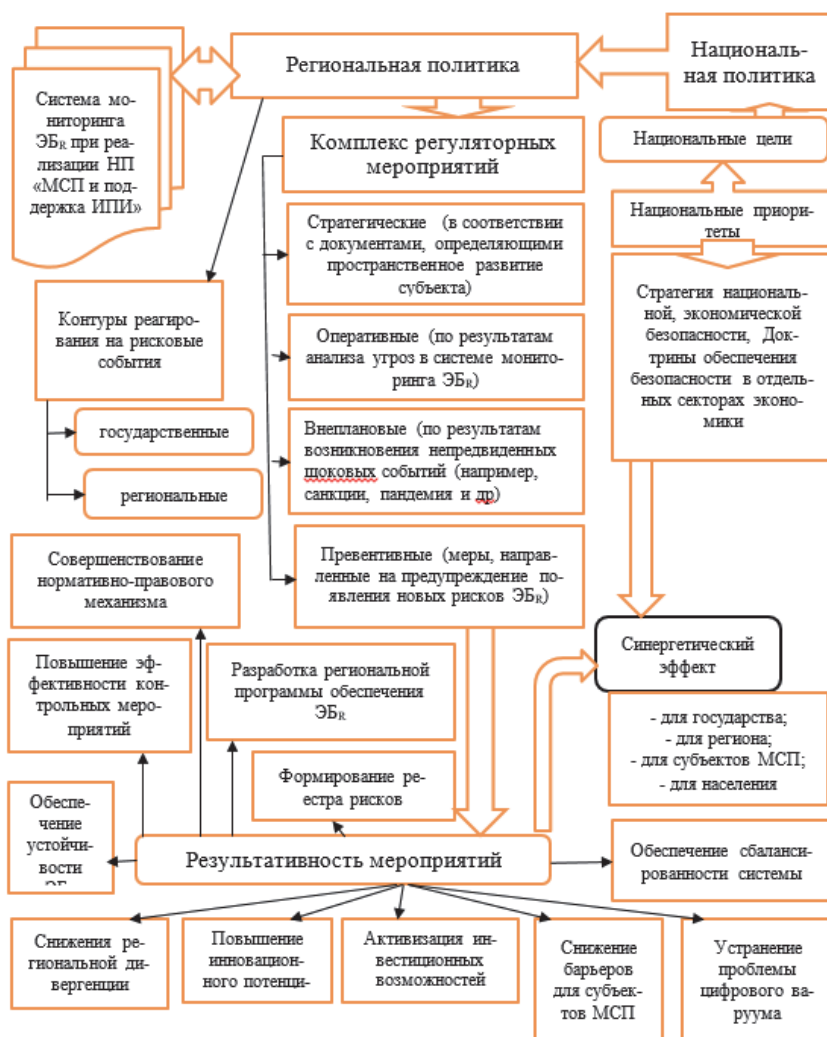 Региональная политика
Националь-
ная политика
Система мо-
ниторинга
ЭБR при реа-
лизации НП
«МСП и под-
держка ИПИ»
Национальные цели
Комплекс регуляторных
мероприятий
Национальные приори-
теты
Стратегические (в соответствии
с документами, определяющими
пространственное развитие
субъекта)
Контуры реагиро-
вания на рисковые
события
Стратегия националь-
ной, экономической
безопасности, Док-
трины обеспечения
безопасности в отдель-
ных секторах эконо-
мики
Оперативные (по результатам
анализа угроз в системе монито-
ринга ЭБR)
государственные
региональные
Внеплановые (по результатам
возникновения непредвиденных
шоковых событий (например,
санкции, пандемия и др)
Превентивные (меры, направ-
ленные на предупреждение по-
явления новых рисков ЭБR)
Совершенствование
нормативно-правового
механизма
Синергетический
эффект
Повышение эф-
фективности кон-
трольных меро-
приятий
Разработка региональной
программы обеспечения
ЭБR
- для государства;
- для региона;
- для субъектов МСП;
- для населения
Формирование ре-
естра рисков
Обеспе-
чение
устойчи-
вости
Результативность мероприятий
Обеспечение сбаланси-
рованности системы
Снижения ре-
гиональной ди-
вергенции
Повышение
инновацион-
ного потенци-
Активизация ин-
вестиционных
возможностей
Снижение
барьеров
для субъек-
тов МСП
Устранение
проблемы
цифрового ва-
руума